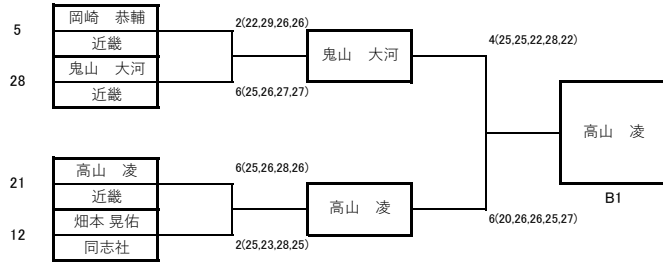 5
岡崎　恭輔
近畿
2(22,29,26,26)
28
鬼山　大河
近畿
6(25,26,27,27)
鬼山　大河
4(25,25,22,28,22)
高山　凌
B1
21
高山　凌
近畿
6(25,26,28,26)
12
畑本 晃佑
同志社
2(25,23,28,25)
高山　凌
6(20,26,26,25,27)